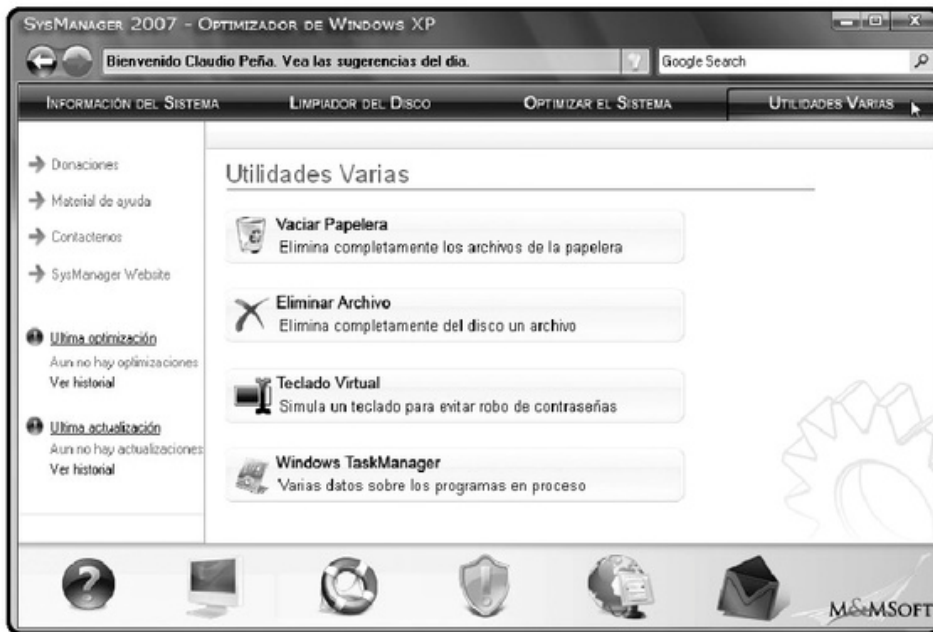 SysManager 2007 - Optimizador de Windows XP
Bienvenido Claudio Peña. Vea las sugerencias del dia.
Google Search
Información del Sistema
Limpiador del Disco
Optimizar el Sistema
Utilidades Varias
Donaciones
Material de ayuda
Contactenos
SysManager Website
Ultima optimización
Aun no hay optimizaciones
Ver historial
Ultima actualización
Aun no hay actualizaciones
Ver historial
Utilidades Varias
Vaciar Papelera
Elimina completamente los archivos de la papelera
Eliminar Archivo
Elimina completamente del disco un archivo
Teclado Virtual
Simula un teclado para evitar robo de contraseñas
Windows TaskManager
Varias datos sobre los programas en proceso
M&MSoft